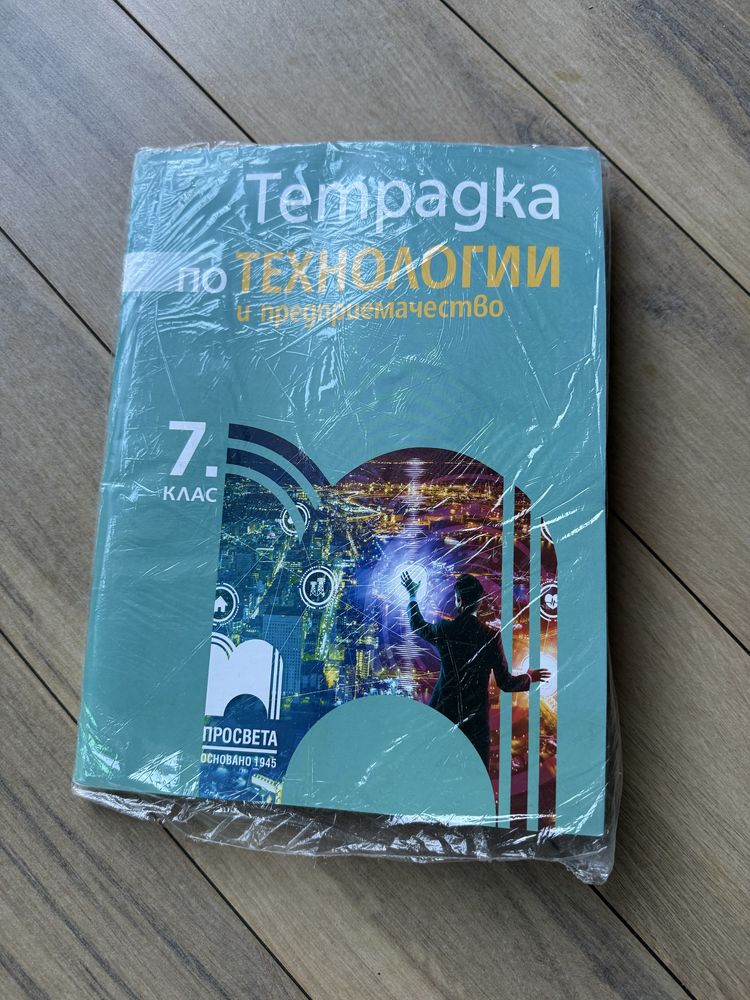 Тетрадка
по ТЕХНОЛОГИИ
и предприемачество
7.
КЛАС
ПРОСВЕТА
ОСНОВАНО 1945